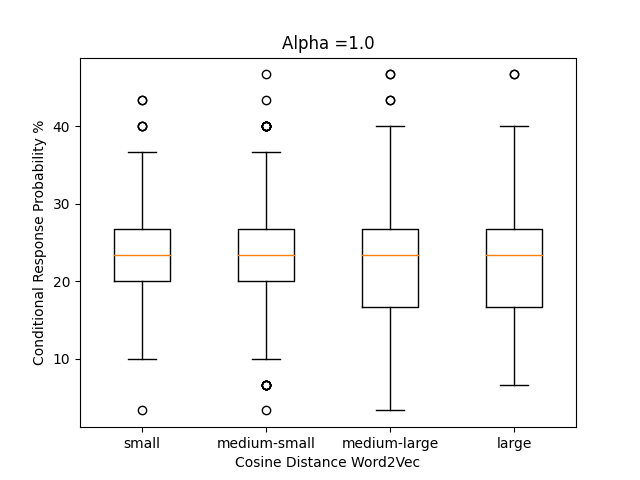 Alpha =1.0
Conditional Response Probability %
40
30
20
10
small medium-small medium-large large
Cosine Distance Word2Vec